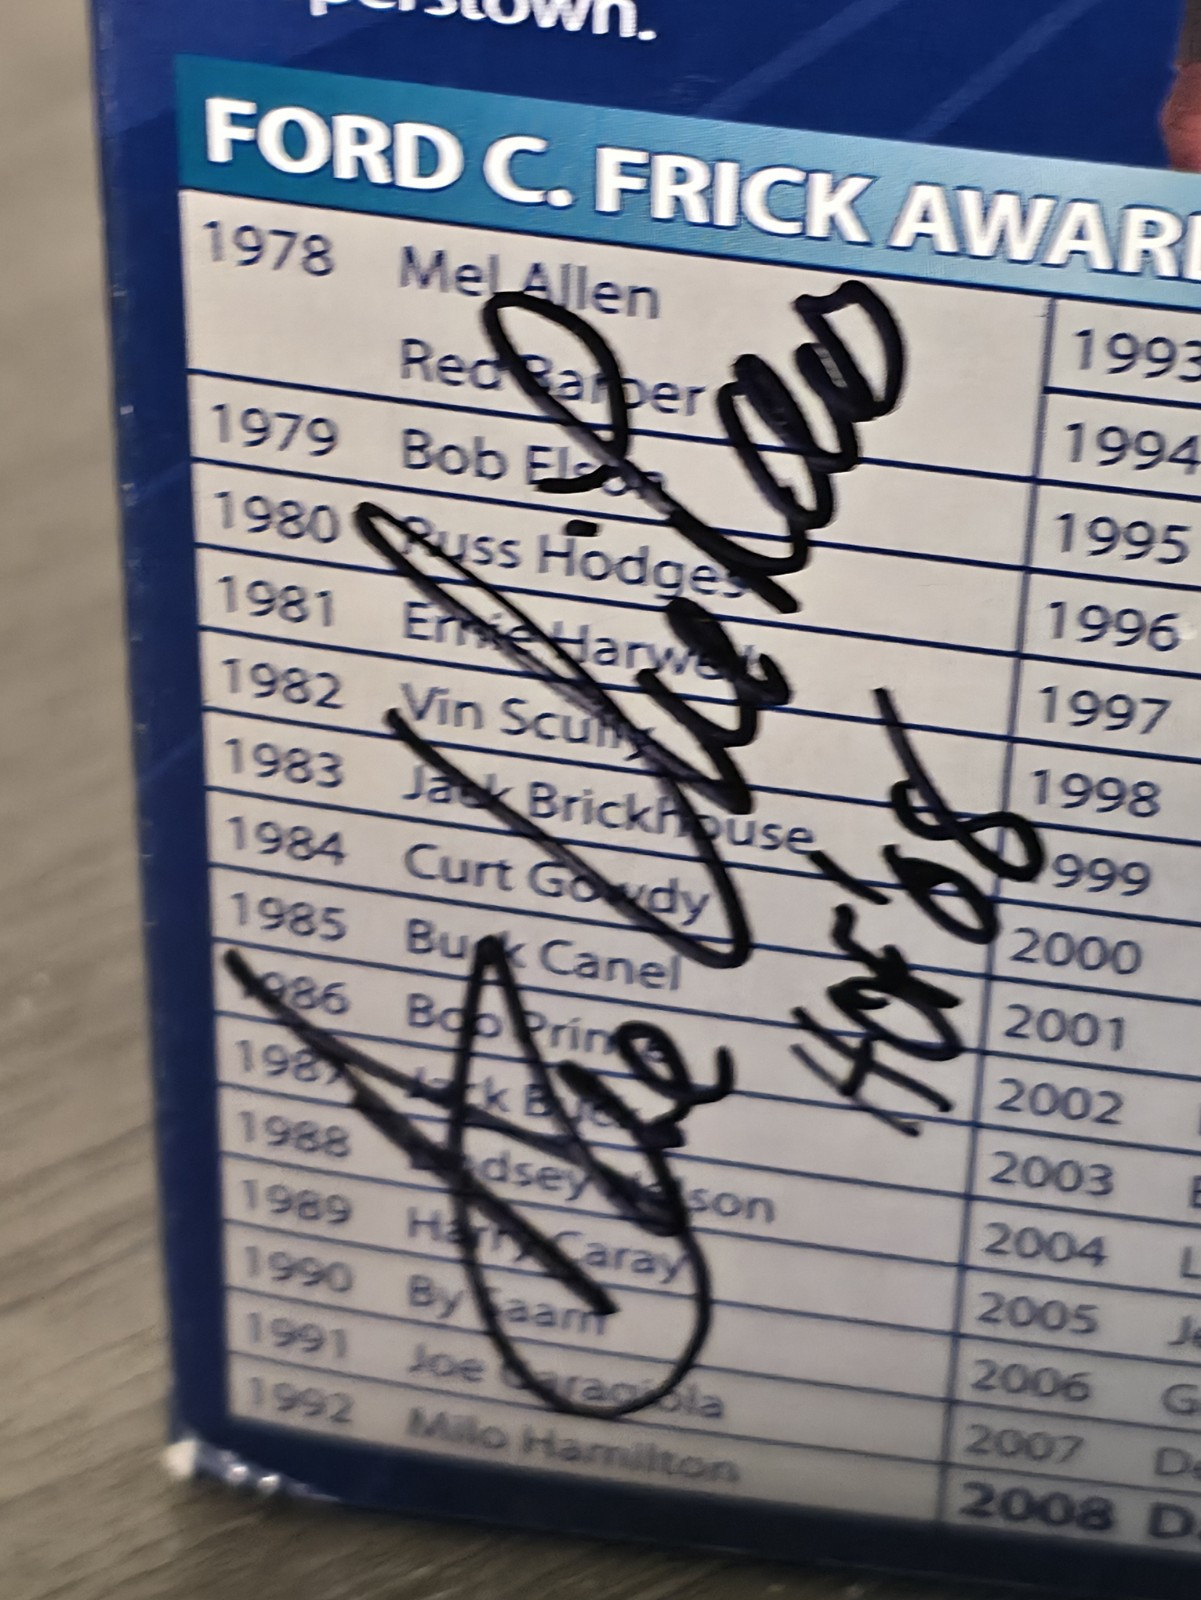 perstown.
FORD C. FRICK AWAR
1978 Mel Allen
Red Barber
1979 Bob Elson
1980 Russ Hodges
1981 Ernie Harwell
1982 Vin Scully
1983 Jack Brickhouse
1984 Curt Gowdy
1985 Buck Canel
1986 Bob Prince
1987 Jack Buck
1988 Lindsey Nelson
1989 Harry Caray
1990 By Saam
1991 Joe Garagiola
1992 Milo Hamilton
1993
1994
1995
1996
1997
1998
1999
2000
2001
2002
2003
2004 L
2005 J
2006 G
2007 De
2008 D
HOF '08